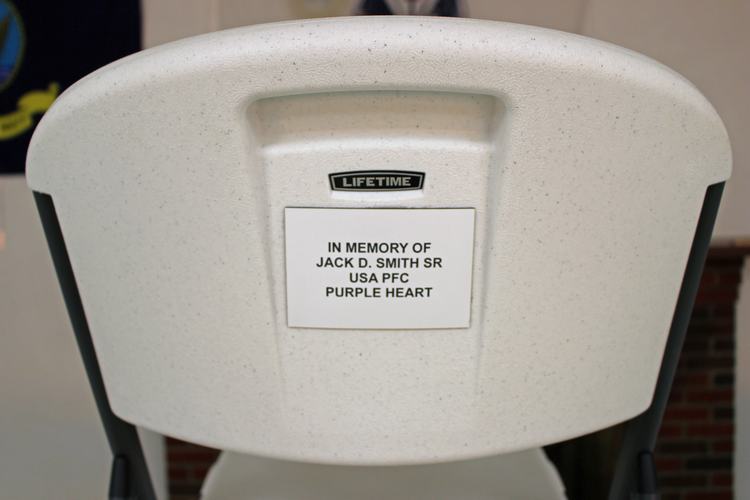 LIFETIME
IN MEMORY OF
JACK D. SMITH SR
USA PFC
PURPLE HEART